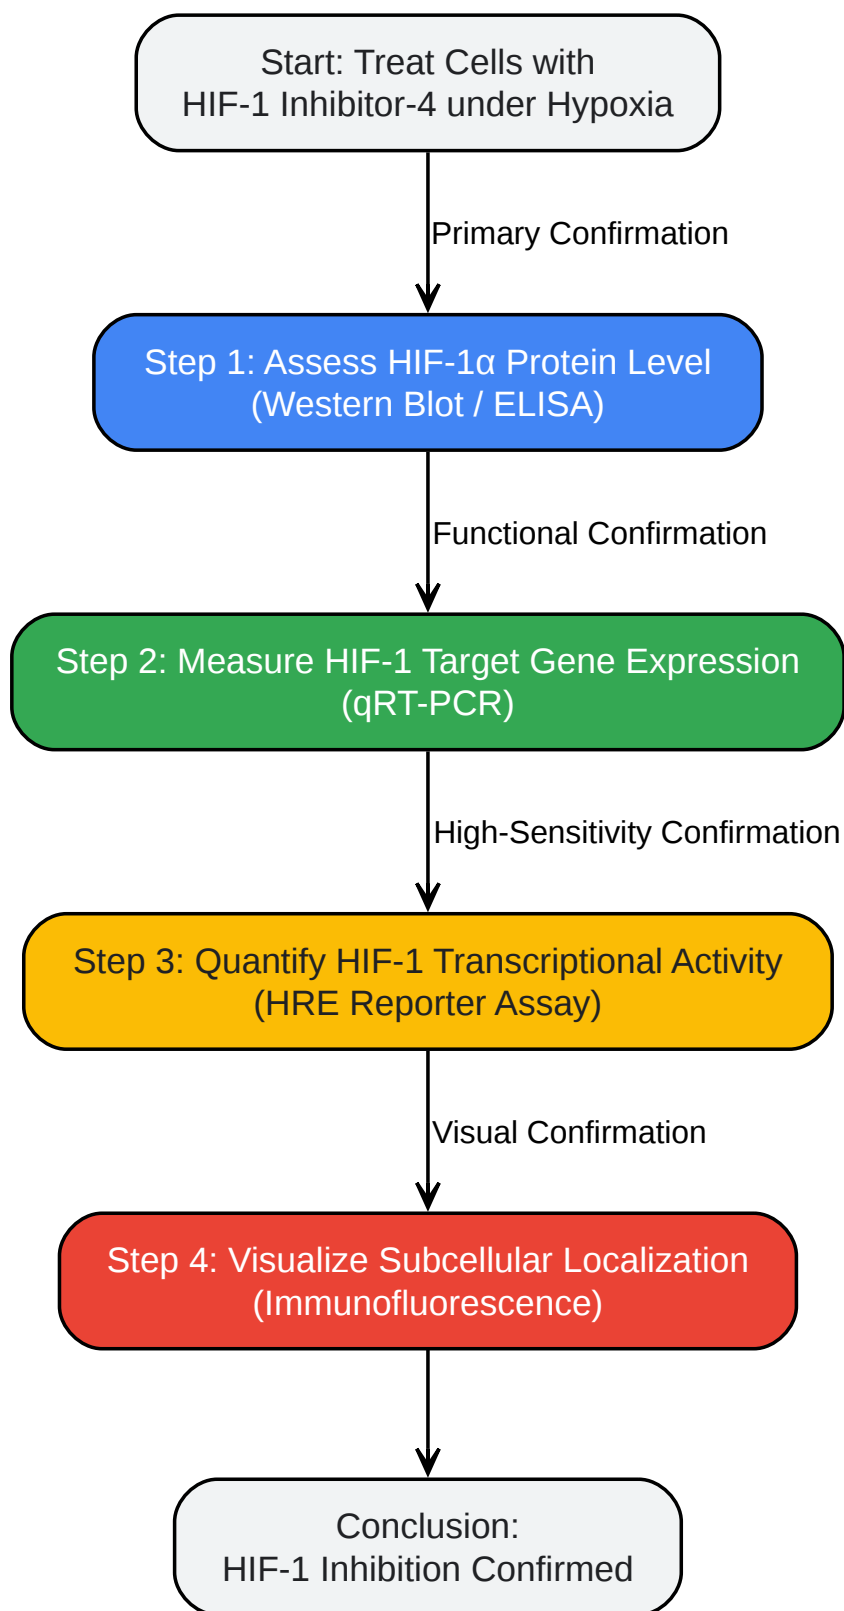 Start: Treat Cells with
HIF-1 Inhibitor-4 under Hypoxia
Primary Confirmation
Step 1: Assess HIF-1α Protein Level
(Western Blot / ELISA)
Functional Confirmation
Step 2: Measure HIF-1 Target Gene Expression
(qRT-PCR)
High-Sensitivity Confirmation
Step 3: Quantify HIF-1 Transcriptional Activity
(HRE Reporter Assay)
Visual Confirmation
Step 4: Visualize Subcellular Localization
(Immunofluorescence)
Conclusion:
HIF-1 Inhibition Confirmed